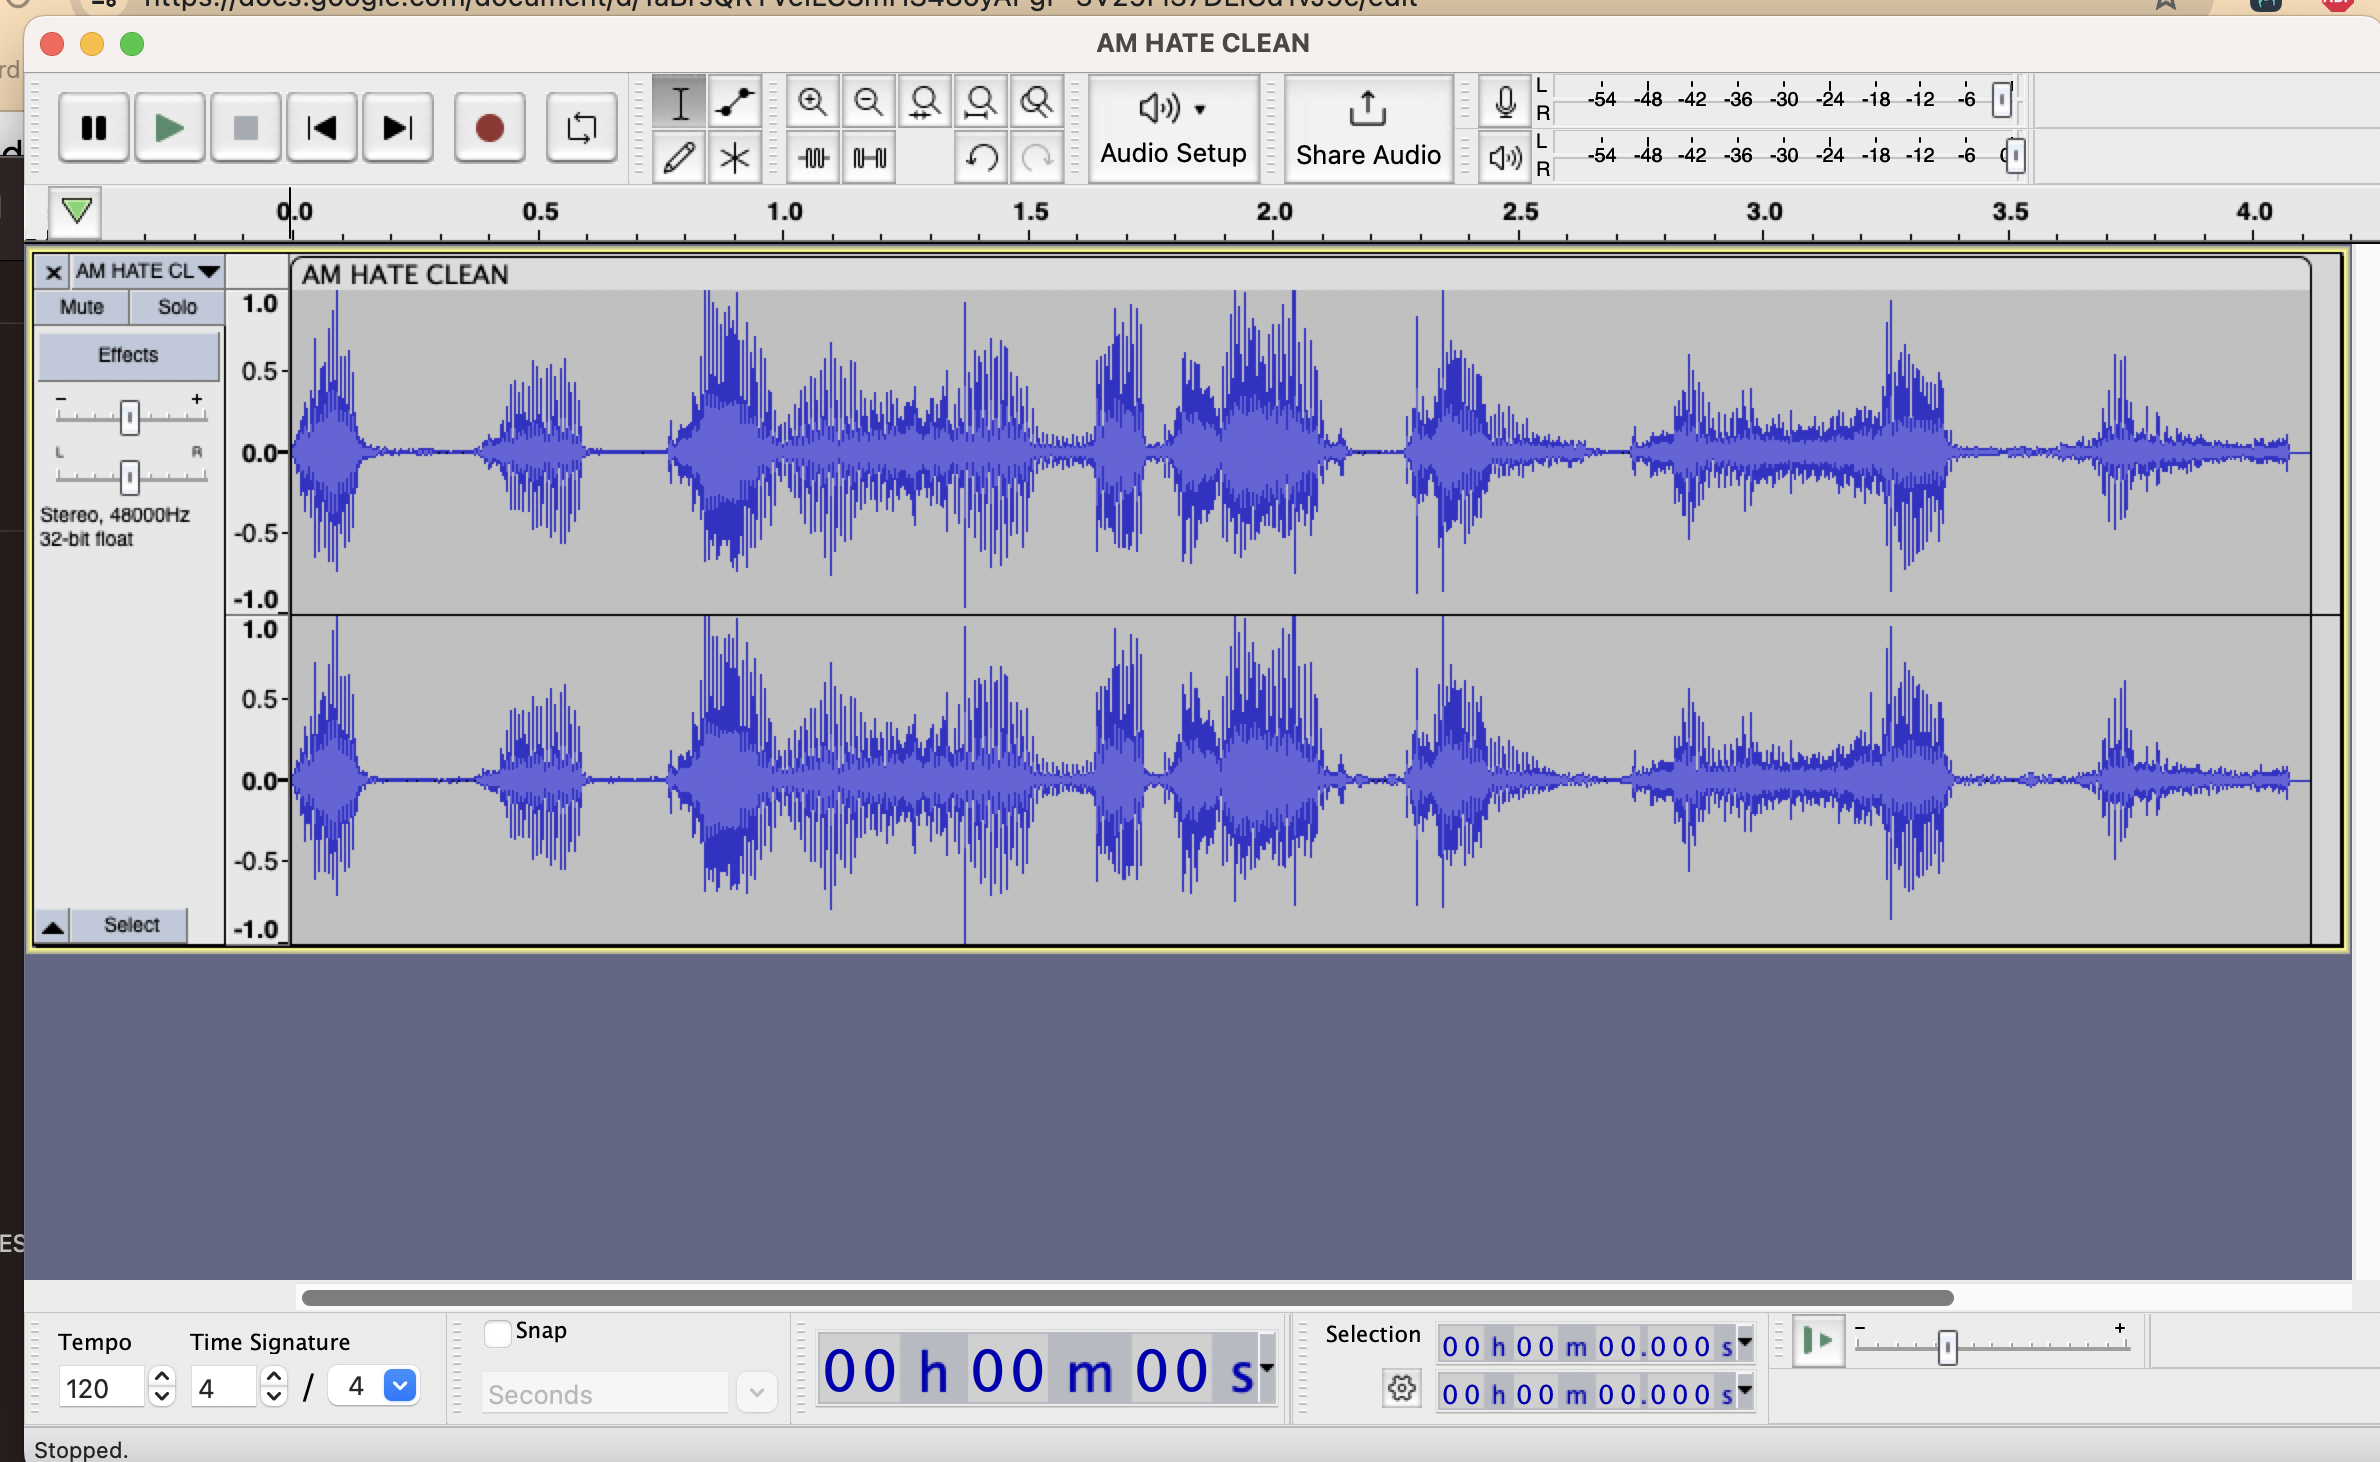 AM HATE CLEAN
Audio Setup
Share Audio
L
R
-54 -48 -42 -36 -30 -24 -18 -12 -6
L
R
-54 -48 -42 -36 -30 -24 -18 -12 -6
0.0 0.5 1.0 1.5 2.0 2.5 3.0 3.5 4.0
AM HATE CL
AM HATE CLEAN
Mute Solo
Effects
- +
L R
Stereo, 48000Hz
32-bit float
Select
1.0
0.5
0.0
-0.5
-1.0
1.0
0.5
0.0
-0.5
-1.0
Tempo
120
Time Signature
4 / 4
Snap
Seconds
00 h 00 m 00 s
Selection
00 h 00 m 00.000 s
00 h 00 m 00.000 s
- +
Stopped.